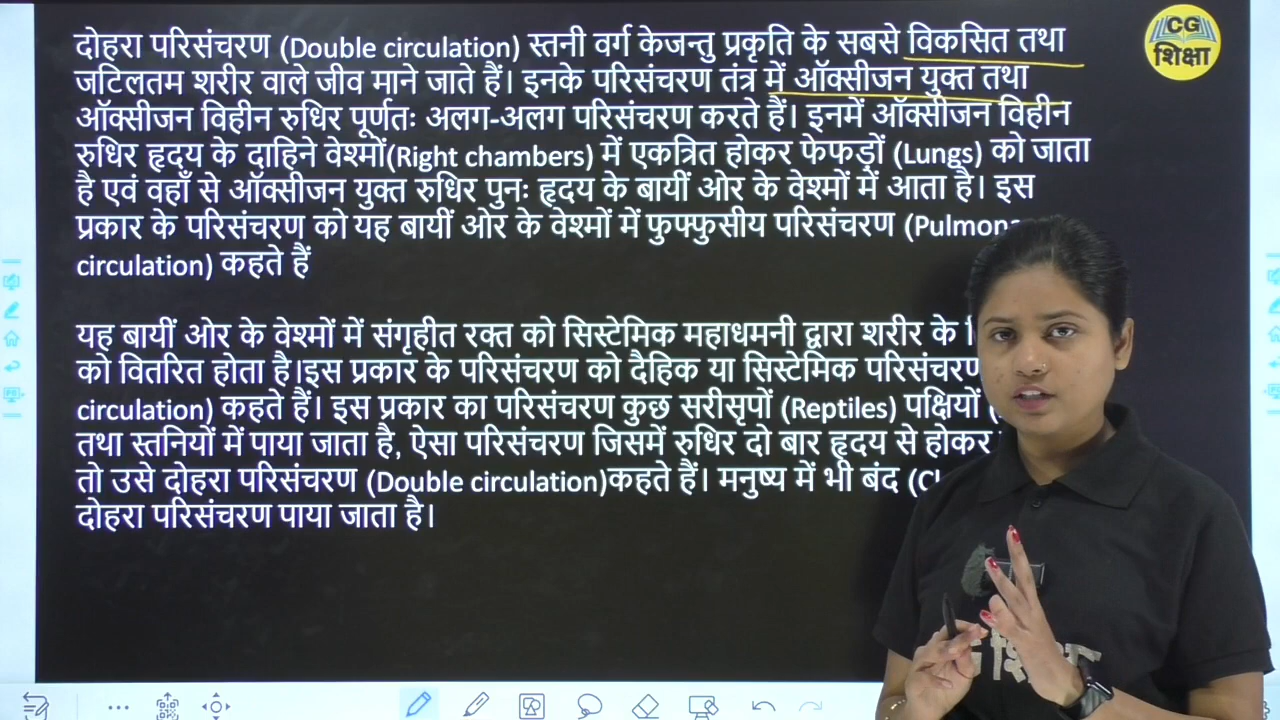 CG
शिक्षा
दोहरा परिसंचरण (Double circulation) स्तनी वर्ग केजन्तु प्रकृति के सबसे विकसित तथा
जटिलतम शरीर वाले जीव माने जाते हैं। इनके परिसंचरण तंत्र में ऑक्सीजन युक्त तथा
ऑक्सीजन विहीन रुधिर पूर्णतः अलग-अलग परिसंचरण करते हैं। इनमें ऑक्सीजन विहीन
रुधिर हृदय के दाहिने वेश्मों(Right chambers) में एकत्रित होकर फेफड़ों (Lungs) को जाता
है एवं वहाँ से ऑक्सीजन युक्त रुधिर पुनः हृदय के बायीं ओर के वेश्मों में आता है। इस
प्रकार के परिसंचरण को यह बायीं ओर के वेश्मों में फुफ्फुसीय परिसंचरण
circulation) कहते हैं
यह बायीं ओर के वेश्मों में संगृहीत रक्त को सिस्टेमिक महाधमनी द्वारा शरीर के
को वितरित होता है।इस प्रकार के परिसंचरण को दैहिक या सिस्टेमिक परिसंचरण
circulation) कहते हैं। इस प्रकार का परिसंचरण कुछ सरीसृपों (Reptiles) पक्षियों
तथा स्तनियों में पाया जाता है, ऐसा परिसंचरण जिसमें रुधिर दो बार हृदय से होकर
तो उसे दोहरा परिसंचरण (Double circulation)कहते हैं। मनुष्य में भी बंद
दोहरा परिसंचरण पाया जाता है।